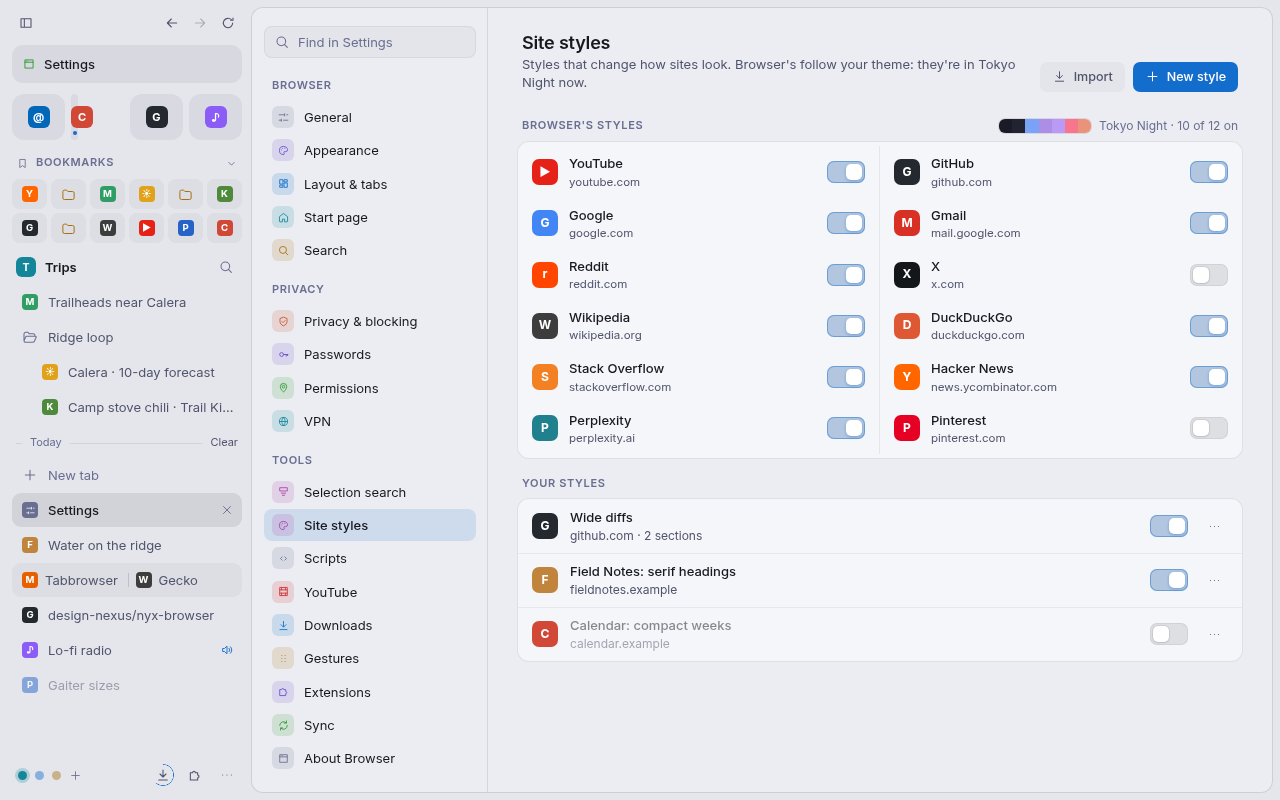 Settings
@
C
G
BOOKMARKS
Y
M
K
G
W
P
C
T Trips
M Trailheads near Calera
Ridge loop
Calera · 10-day forecast
K Camp stove chili · Trail Ki...
Today
Clear
New tab
Settings
F Water on the ridge
M Tabbrowser
W Gecko
G design-nexus/nyx-browser
Lo-fi radio
P Gaiter sizes
Find in Settings
BROWSER
General
Appearance
Layout & tabs
Start page
Search
PRIVACY
Privacy & blocking
Passwords
Permissions
VPN
TOOLS
Selection search
Site styles
Scripts
YouTube
Downloads
Gestures
Extensions
Sync
About Browser
Site styles
Styles that change how sites look. Browser's follow your theme: they're in Tokyo
Night now.
Import
New style
BROWSER'S STYLES
Tokyo Night · 10 of 12 on
YouTube
youtube.com
G GitHub
github.com
G Google
google.com
M Gmail
mail.google.com
r Reddit
reddit.com
X X
x.com
W Wikipedia
wikipedia.org
D DuckDuckGo
duckduckgo.com
S Stack Overflow
stackoverflow.com
Y Hacker News
news.ycombinator.com
P Perplexity
perplexity.ai
P Pinterest
pinterest.com
YOUR STYLES
G Wide diffs
github.com · 2 sections
F Field Notes: serif headings
fieldnotes.example
C Calendar: compact weeks
calendar.example